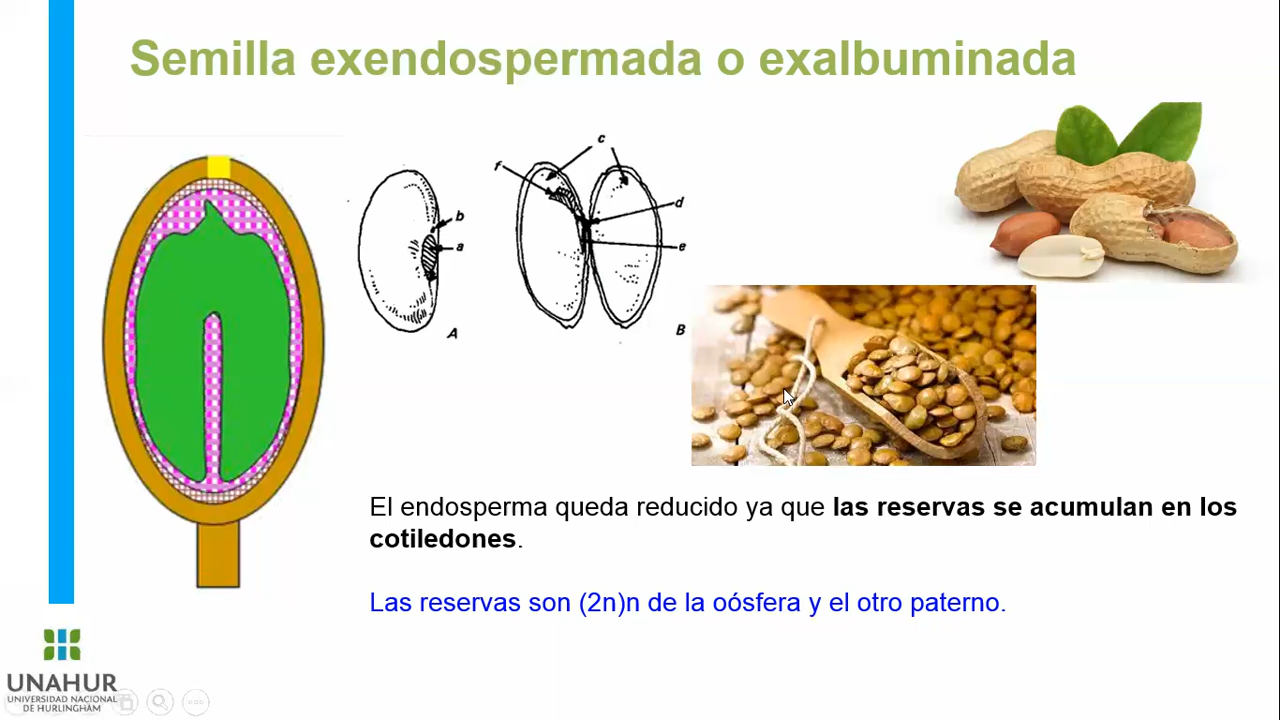 Semilla exendospermada o exalbuminada
c
f
b
d
a
e
A
B
El endosperma queda reducido ya que las reservas se acumulan en los
cotiledones.
Las reservas son (2n)n de la oósfera y el otro paterno.
UNAHUR
UNIVERSIDAD NACIONAL
DE HURLINGHAM